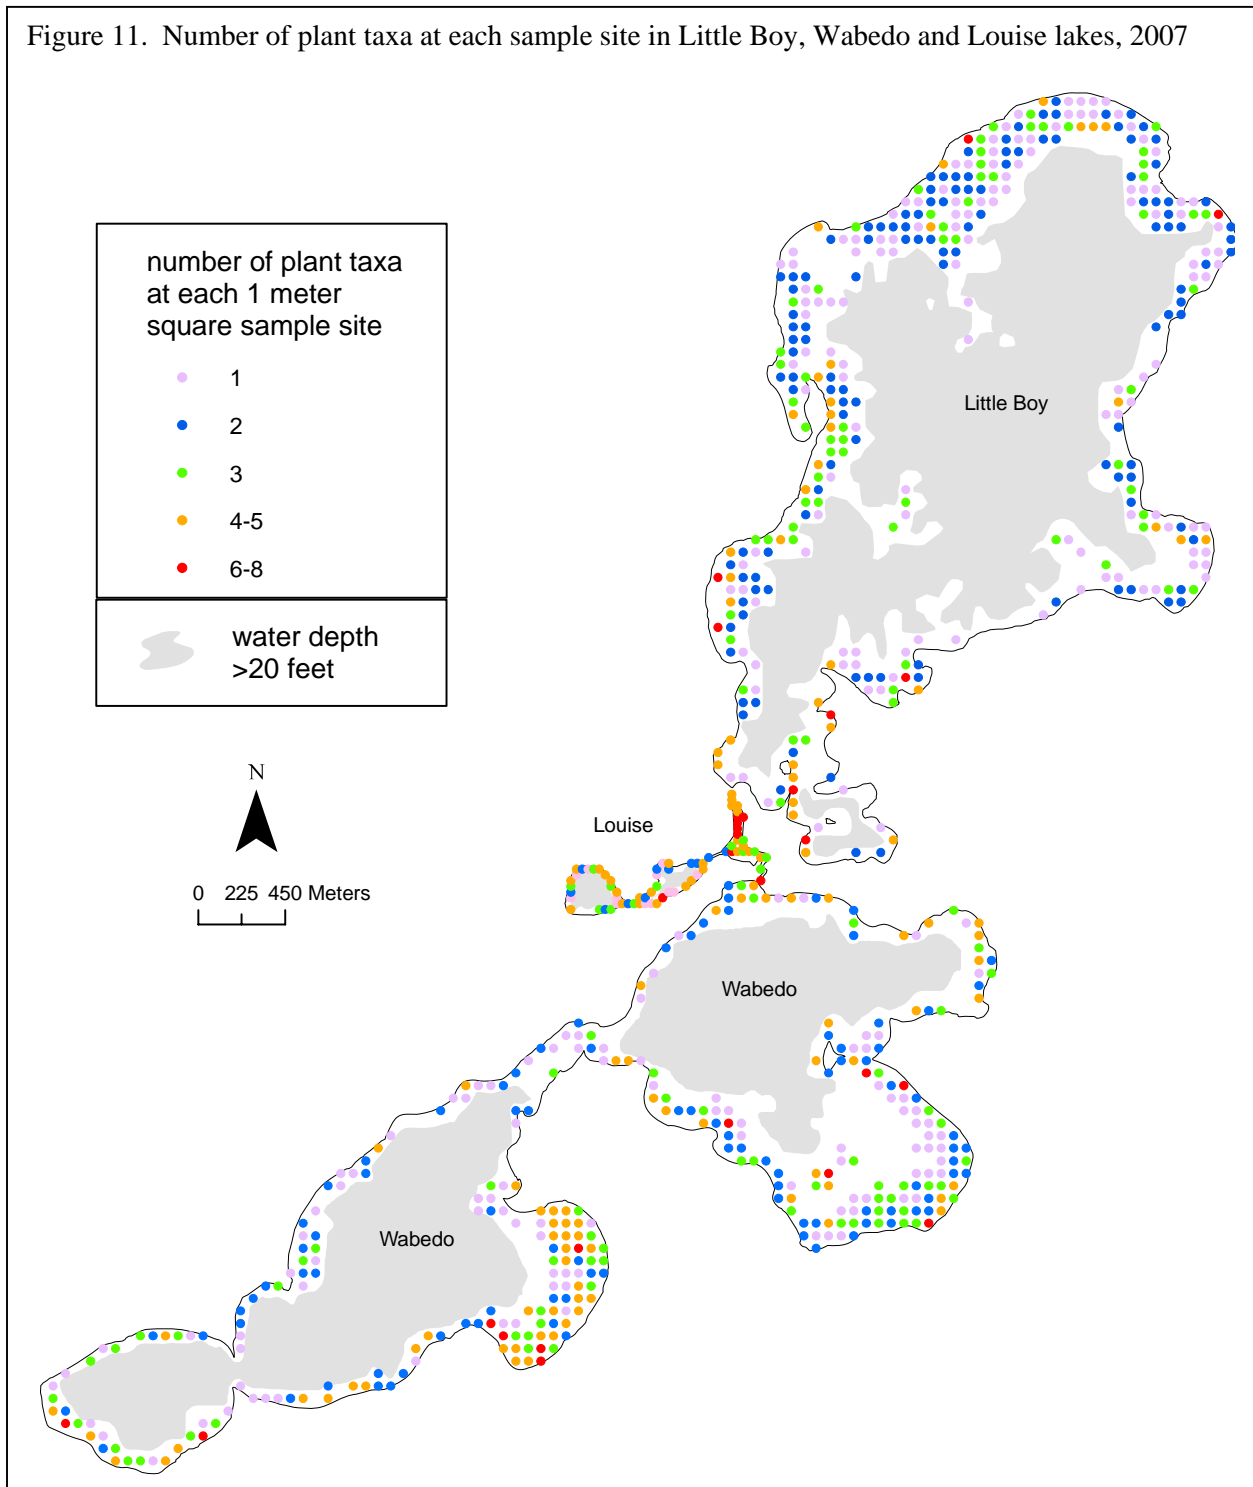 Figure 11. Number of plant taxa at each sample site in Little Boy, Wabedo and Louise lakes, 2007
number of plant taxa
at each 1 meter
square sample site
1
2
3
4-5
6-8
water depth
>20 feet
N
0 225 450 Meters
Little Boy
Louise
Wabedo
Wabedo